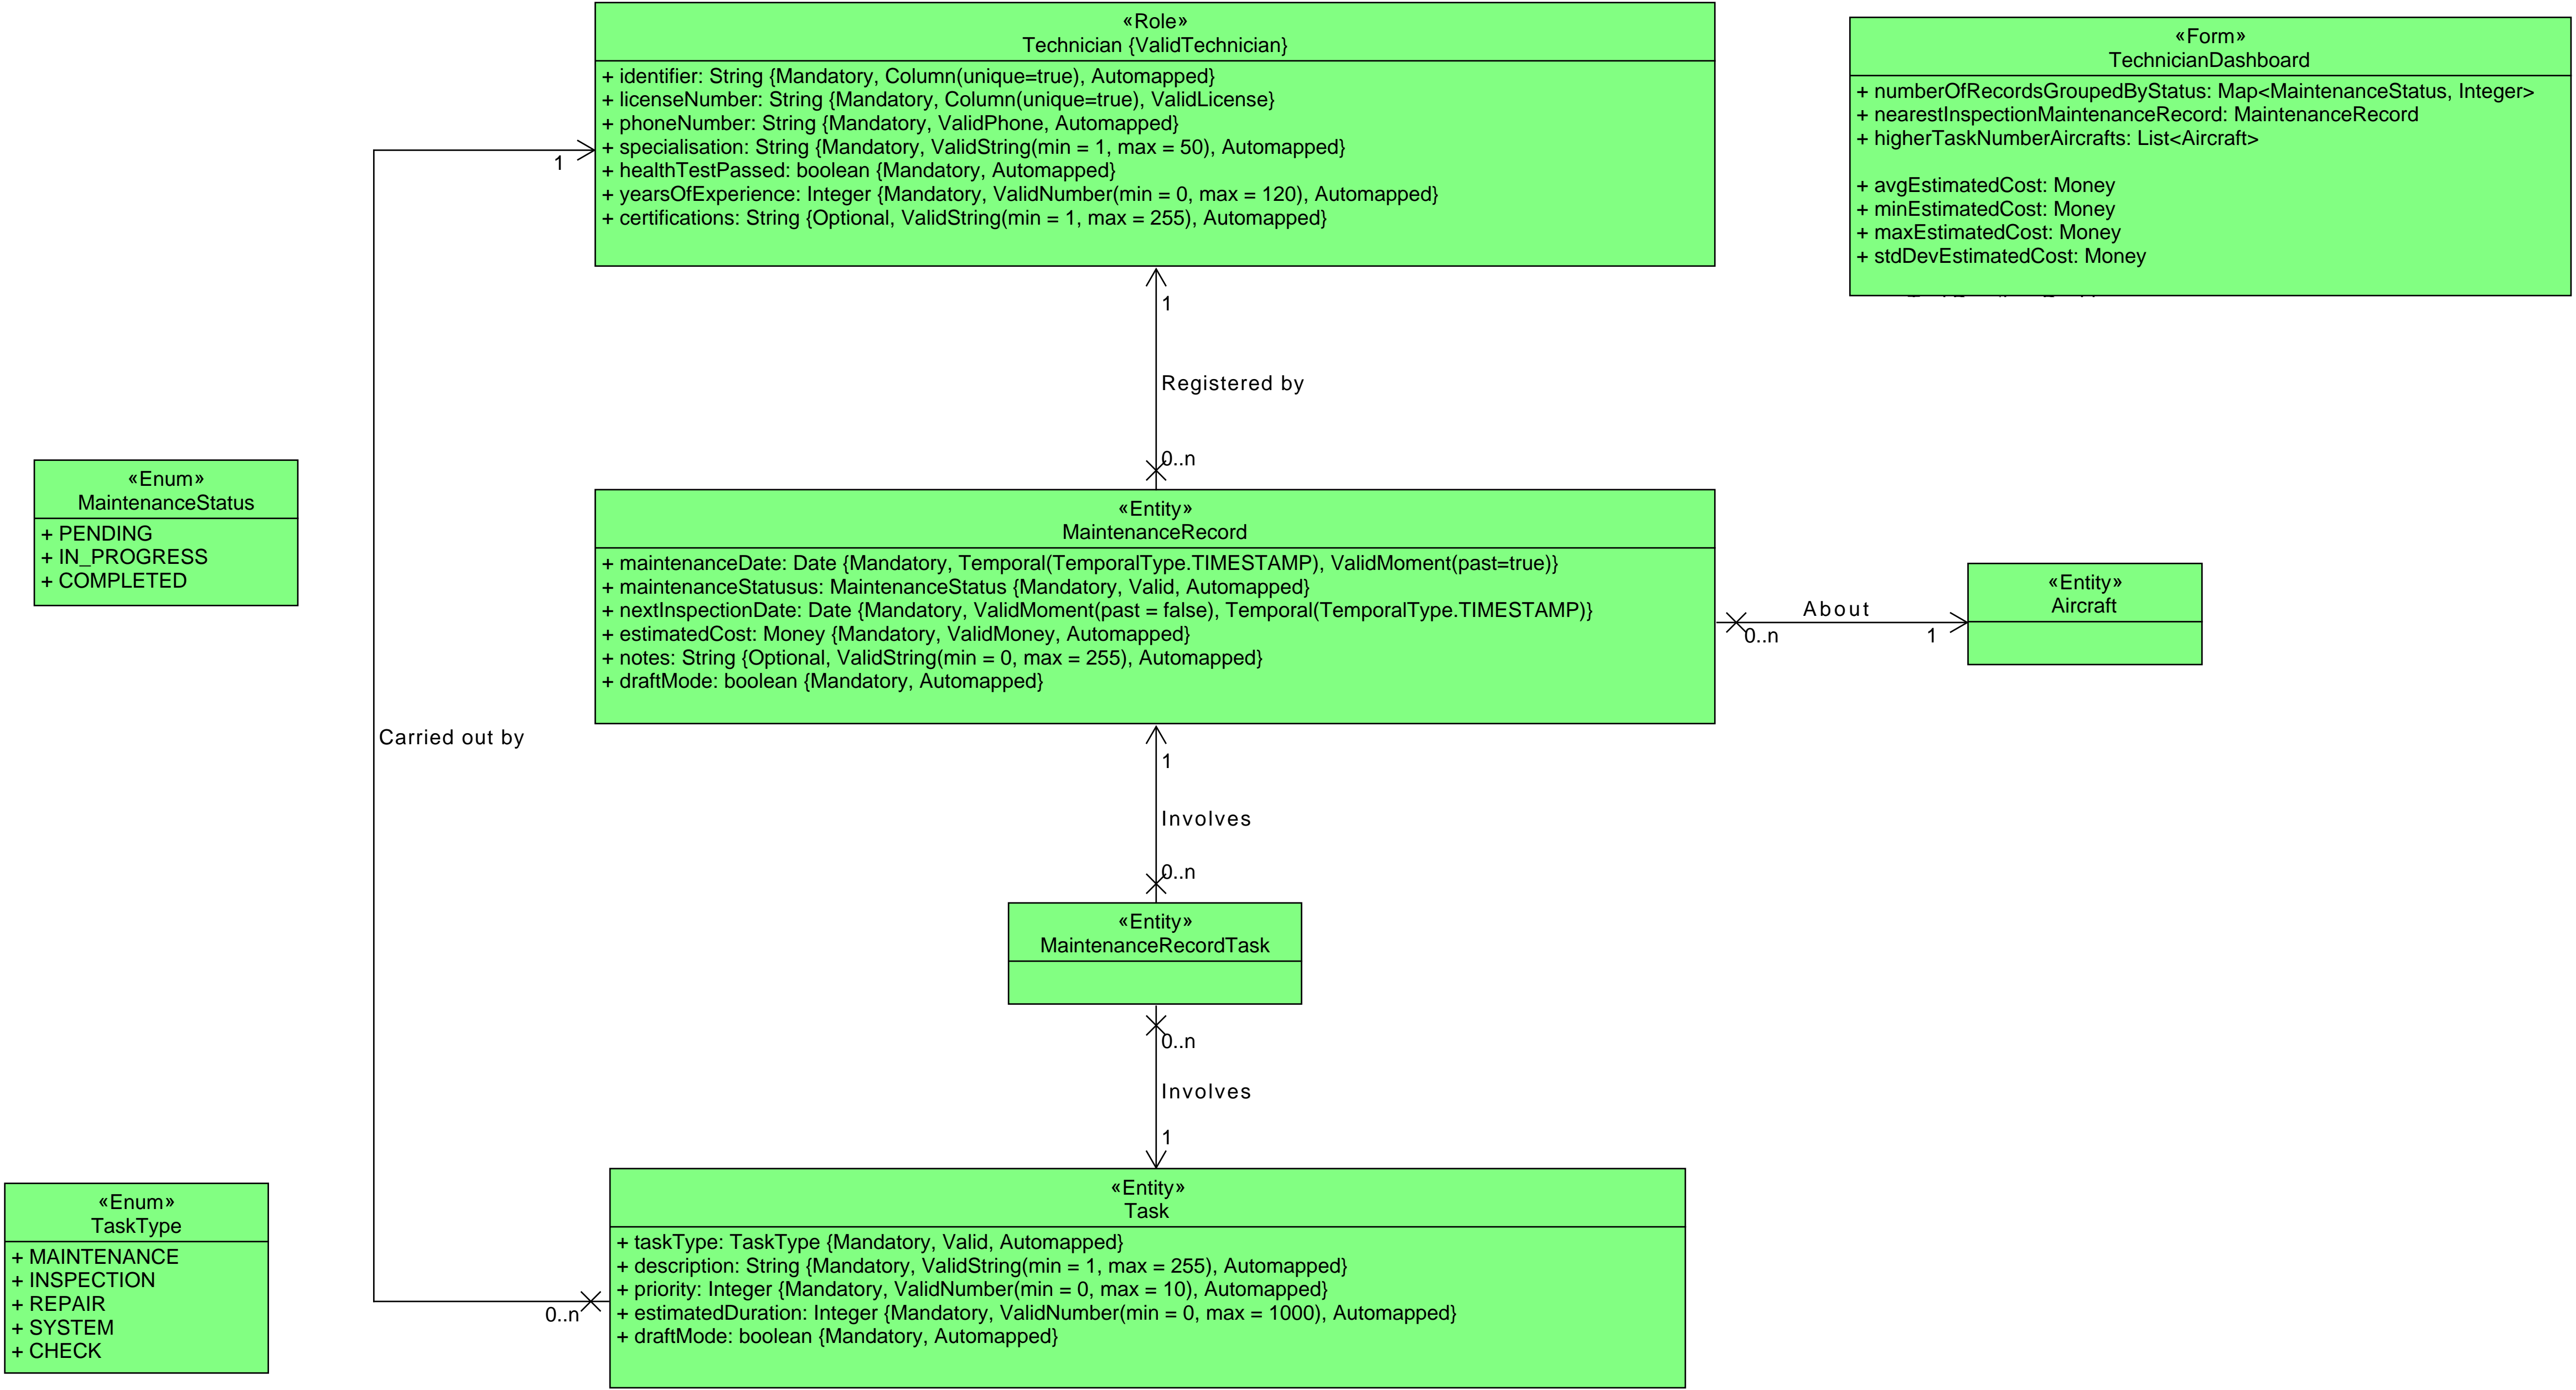 «Role»
Technician {ValidTechnician}
+ identifier: String {Mandatory, Column(unique=true), Automapped}
+ licenseNumber: String {Mandatory, Column(unique=true), ValidLicense}
+ phoneNumber: String {Mandatory, ValidPhone, Automapped}
+ specialisation: String {Mandatory, ValidString(min = 1, max = 50), Automapped}
+ healthTestPassed: boolean {Mandatory, Automapped}
+ yearsOfExperience: Integer {Mandatory, ValidNumber(min = 0, max = 120), Automapped}
+ certifications: String {Optional, ValidString(min = 1, max = 255), Automapped}
«Form»
TechnicianDashboard
+ numberOfRecordsGroupedByStatus: Map<MaintenanceStatus, Integer>
+ nearestInspectionMaintenanceRecord: MaintenanceRecord
+ higherTaskNumberAircrafts: List<Aircraft>
+ avgEstimatedCost: Money
+ minEstimatedCost: Money
+ maxEstimatedCost: Money
+ stdDevEstimatedCost: Money
1
1
Registered by
0..n
«Enum»
MaintenanceStatus
+ PENDING
+ IN_PROGRESS
+ COMPLETED
«Entity»
MaintenanceRecord
+ maintenanceDate: Date {Mandatory, Temporal(TemporalType.TIMESTAMP), ValidMoment(past=true)}
+ maintenanceStatusus: MaintenanceStatus {Mandatory, Valid, Automapped}
+ nextInspectionDate: Date {Mandatory, ValidMoment(past = false), Temporal(TemporalType.TIMESTAMP)}
+ estimatedCost: Money {Mandatory, ValidMoney, Automapped}
+ notes: String {Optional, ValidString(min = 0, max = 255), Automapped}
+ draftMode: boolean {Mandatory, Automapped}
About
0..n
1
«Entity»
Aircraft
Carried out by
1
Involves
0..n
«Entity»
MaintenanceRecordTask
0..n
Involves
1
«Enum»
TaskType
+ MAINTENANCE
+ INSPECTION
+ REPAIR
+ SYSTEM
+ CHECK
0..n
«Entity»
Task
+ taskType: TaskType {Mandatory, Valid, Automapped}
+ description: String {Mandatory, ValidString(min = 1, max = 255), Automapped}
+ priority: Integer {Mandatory, ValidNumber(min = 0, max = 10), Automapped}
+ estimatedDuration: Integer {Mandatory, ValidNumber(min = 0, max = 1000), Automapped}
+ draftMode: boolean {Mandatory, Automapped}